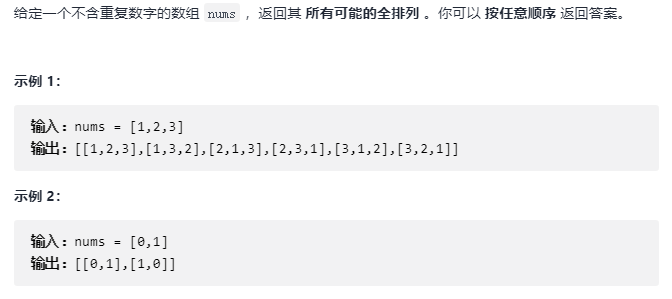 给定一个不含重复数字的数组 nums ，返回其 所有可能的全排列 。你可以 按任意顺序 返回答案。
示例 1：
输入：nums = [1,2,3]
输出：[[1,2,3],[1,3,2],[2,1,3],[2,3,1],[3,1,2],[3,2,1]]
示例 2：
输入：nums = [0,1]
输出：[[0,1],[1,0]]